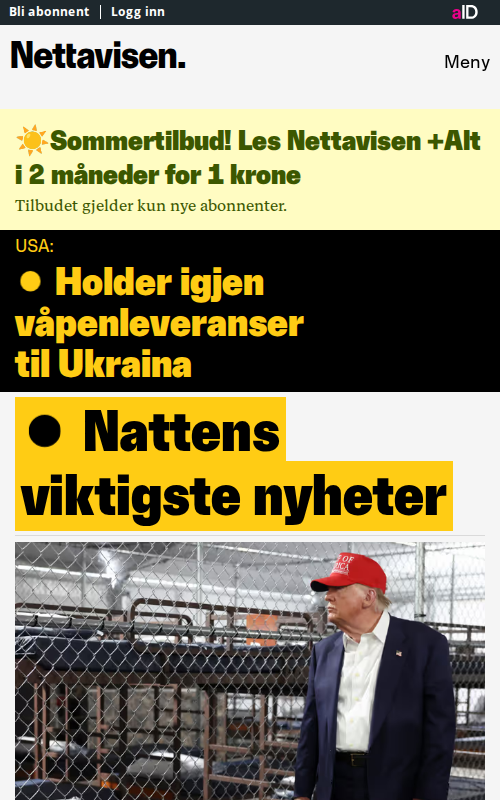 Bli abonnent | Logg inn
aID
Nettavisen.
Meny
☀️Sommertilbud! Les Nettavisen +Alt
i 2 måneder for 1 krone
Tilbudet gjelder kun nye abonnenter.
USA:
● Holder igjen
våpenleveranser
til Ukraina
● Nattens
viktigste nyheter